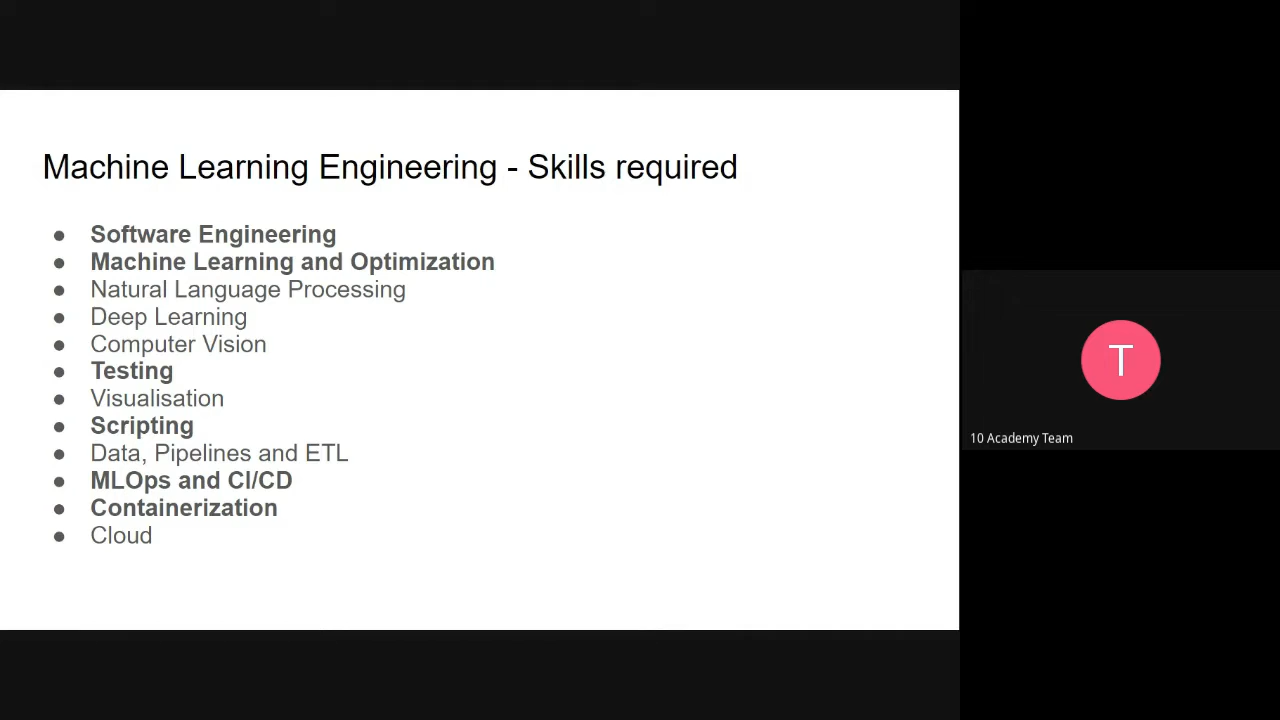 Machine Learning Engineering - Skills required
● Software Engineering
● Machine Learning and Optimization
● Natural Language Processing
● Deep Learning
● Computer Vision
● Testing
● Visualisation
● Scripting
● Data, Pipelines and ETL
● MLOps and CI/CD
● Containerization
● Cloud
T
10 Academy Team